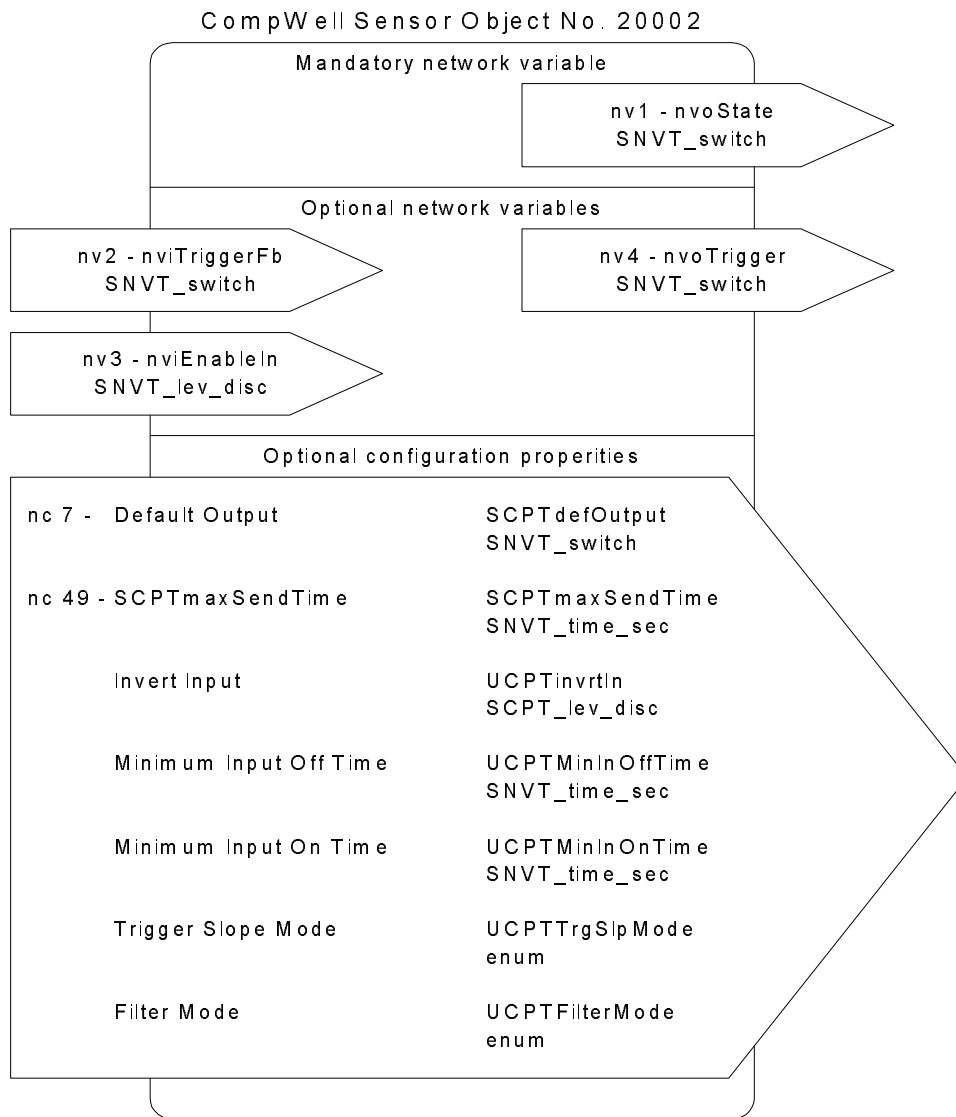 CompWell Sensor Object No. 20002
Mandatory network variable
nv1 - nvoState
SNVT_switch
Optional network variables
nv2 - nviTriggerFb
SNVT_switch
nv4 - nvoTrigger
SNVT_switch
nv3 - nviEnableIn
SNVT_lev_disc
Optional configuration properities
nc 7 - Default Output SCPTdefOutput
SNVT_switch
nc 49 - SCPTmaxSendTime SCPTmaxSendTime
SNVT_time_sec
Invert Input UCPTinvrtIn
SCPT_lev_disc
Minimum Input Off Time UCPTMinInOffTime
SNVT_time_sec
Minimum Input On Time UCPTMinInOnTime
SNVT_time_sec
Trigger Slope Mode UCPTTrgSlpMode
enum
Filter Mode UCPTFilterMode
enum